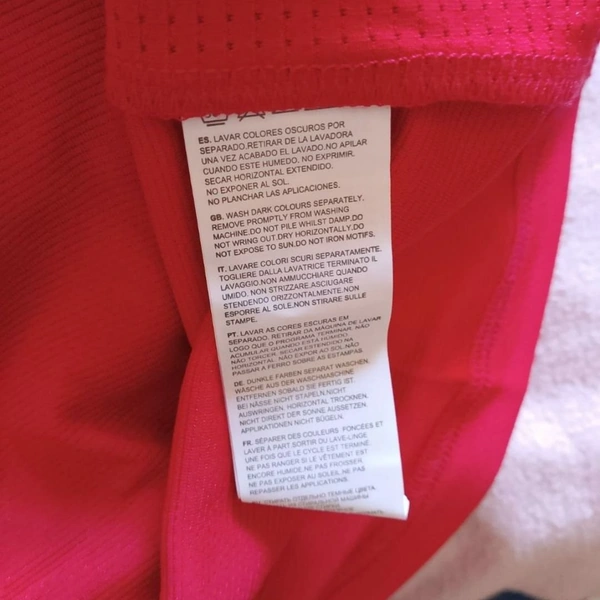 ES. LAVAR COLORES OSCUROS POR
SEPARADO.RETIRAR DE LA LAVADORA
UNA VEZ ACABADO EL LAVADO.NO APILAR
CUANDO ESTE HUMEDO. NO EXPRIMIR.
SECAR HORIZONTAL EXTENDIDO.
NO EXPONER AL SOL.
NO PLANCHAR LAS APLICACIONES.
GB. WASH DARK COLOURS SEPARATELY.
REMOVE PROMPTLY FROM WASHING
MACHINE.DO NOT PILE WHILST DAMP.DO
NOT WRING OUT.DRY HORIZONTALLY.DO
NOT EXPOSE TO SUN.DO NOT IRON MOTIFS.
IT. LAVARE COLORI SCURI SEPARATAMENTE.
TOGLIERE DALLA LAVATRICE TERMINATO IL
LAVAGGIO.NON AMMUCCHIARE QUANDO
UMIDO. NON STRIZZARE.ASCIUGARE
STENDENDO ORIZZONTALMENTE.NON
ESPORRE AL SOLE.NON STIRARE SULLE
STAMPE.
PT. LAVAR AS CORES ESCURAS EM
SEPARADO. RETIRAR DA MÁQUINA DE LAVAR
LOGO QUE O PROGRAMA TERMINAR. NÃO
ACUMULAR QUANDO ESTÁ HÚMIDO.
NÃO TORCER. SECAR ESTENDIDO NA
HORIZONTAL. NÃO EXPOR AO SOL.NÃO
PASSAR A FERRO SOBRE AS ESTAMPAS.
DE. DUNKLE FARBEN SEPARAT WASCHEN.
WÄSCHE AUS DER WASCHMASCHINE
ENTFERNEN SOBALD SIE FERTIG IST.
BEI NÄSSE NICHT STAPELN.NICHT
AUSWRINGEN. HORIZONTAL TROCKNEN.
NICHT DIREKT DER SONNE AUSSETZEN.
APPLIKATIONEN NICHT BÜGELN.
FR. SÉPARER DES COULEURS FONCÉES ET
LAVER À PART.SORTIR DU LAVE-LINGE
UNE FOIS QUE LE CYCLE EST TERMINÉ.
NE PAS RANGER SI LE VÊTEMENT EST
ENCORE HUMIDE.NE PAS FROISSER.
NE PAS EXPOSER AU SOLEIL.NE PAS
REPASSER LES APPLICATIONS.
СТИРАТЬ ОТДЕЛЬНО ТЕМНЫЕ ЦВЕТА.